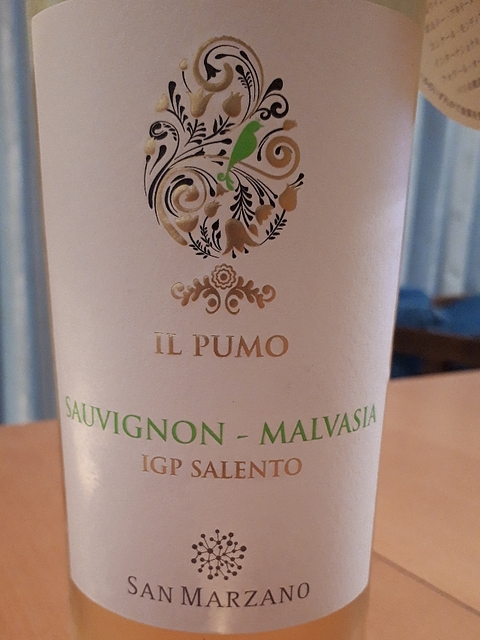 IL PUMO
SAUVIGNON - MALVASIA
IGP SALENTO
SAN MARZANO